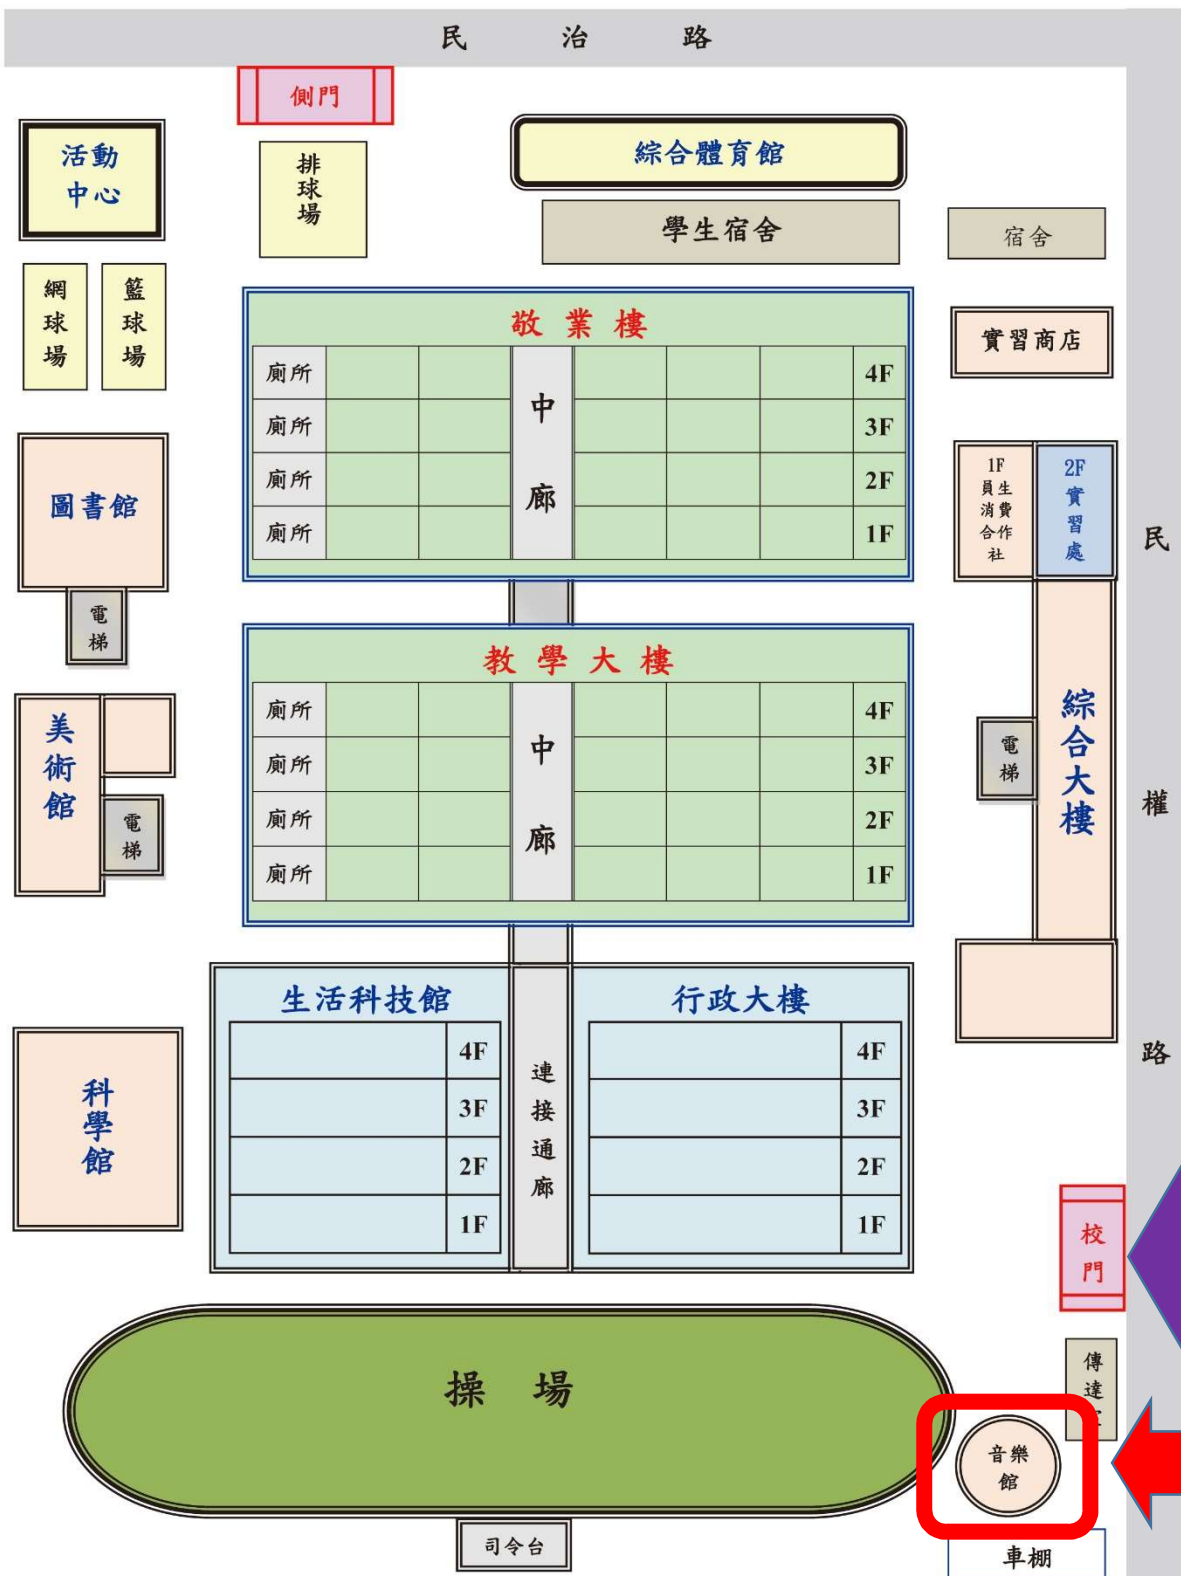 民治路
側門
活動
中心
排球場
綜合體育館
學生宿舍
宿舍
網球場
籃球場
實習商店
敬業樓
廁所
4F
廁所
3F
廁所
2F
廁所
1F
中廊
圖書館
電梯
1F
員生
消費
合作
社
2F
實習處
民權路
教學大樓
廁所
4F
廁所
3F
廁所
2F
廁所
1F
中廊
美術館
電梯
電梯
綜合大樓
生活科技館
4F
3F
2F
1F
連接通廊
行政大樓
4F
3F
2F
1F
科學館
校門
傳達
操場
音樂
館
司令台
車棚